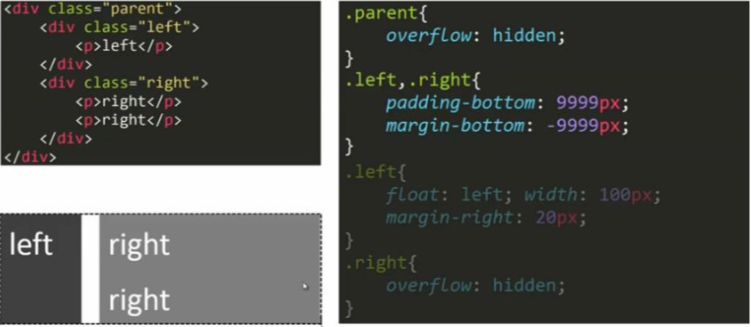 <div class="parent">
    <div class="left">
        <p>left</p>
    </div>
    <div class="right">
        <p>right</p>
        <p>right</p>
    </div>
</div>
left
right
right
.parent{
    overflow: hidden;
}
.left,.right{
    padding-bottom: 9999px;
    margin-bottom: -9999px;
}
.left{
    float: left; width: 100px;
    margin-right: 20px;
}
.right{
    overflow: hidden;
}